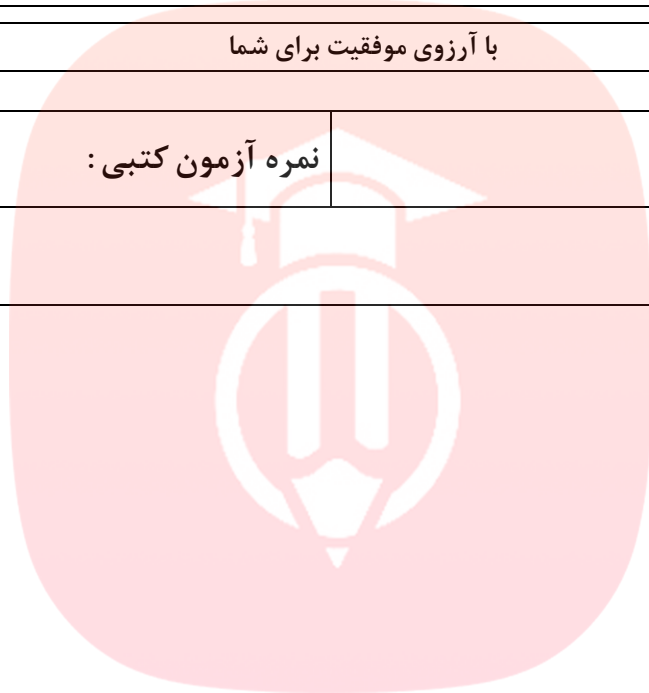 با آرزوی موفقیت برای شما
نمره آزمون کتبی :